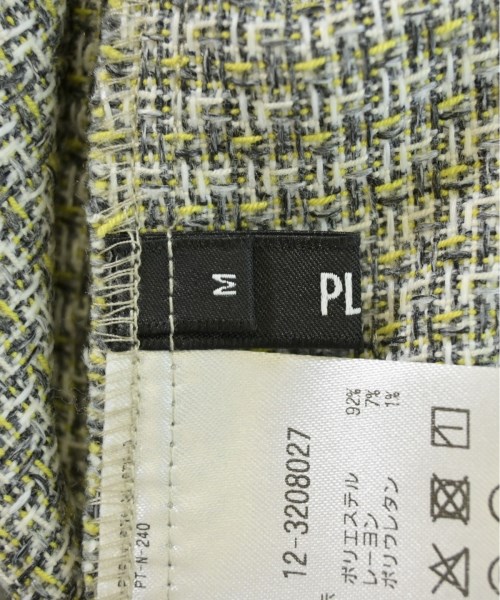 M
PL
PT-N-240
12-3208027
ポリエステル 92%
レーヨン 7%
ポリウレタン 1%